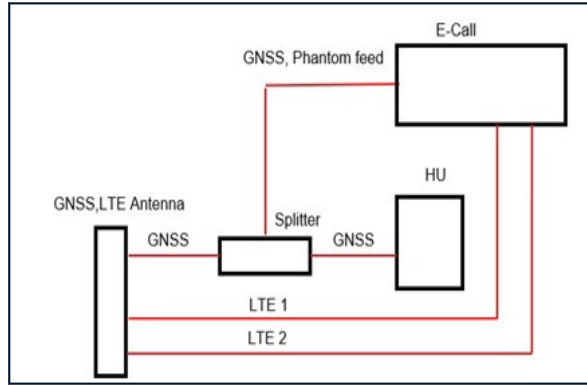 E-Call
GNSS, Phantom feed
HU
GNSS,LTE Antenna
Splitter
GNSS
GNSS
LTE 1
LTE 2